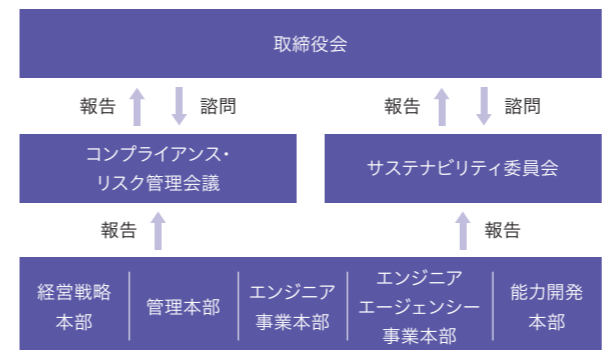 取締役会
報告 諮問 報告 諮問
コンプライアンス・
リスク管理会議
サステナビリティ委員会
報告 報告
経営戦略
本部
管理本部
エンジニア
事業本部
エンジニア
エージェンシー
事業本部
能力開発
本部